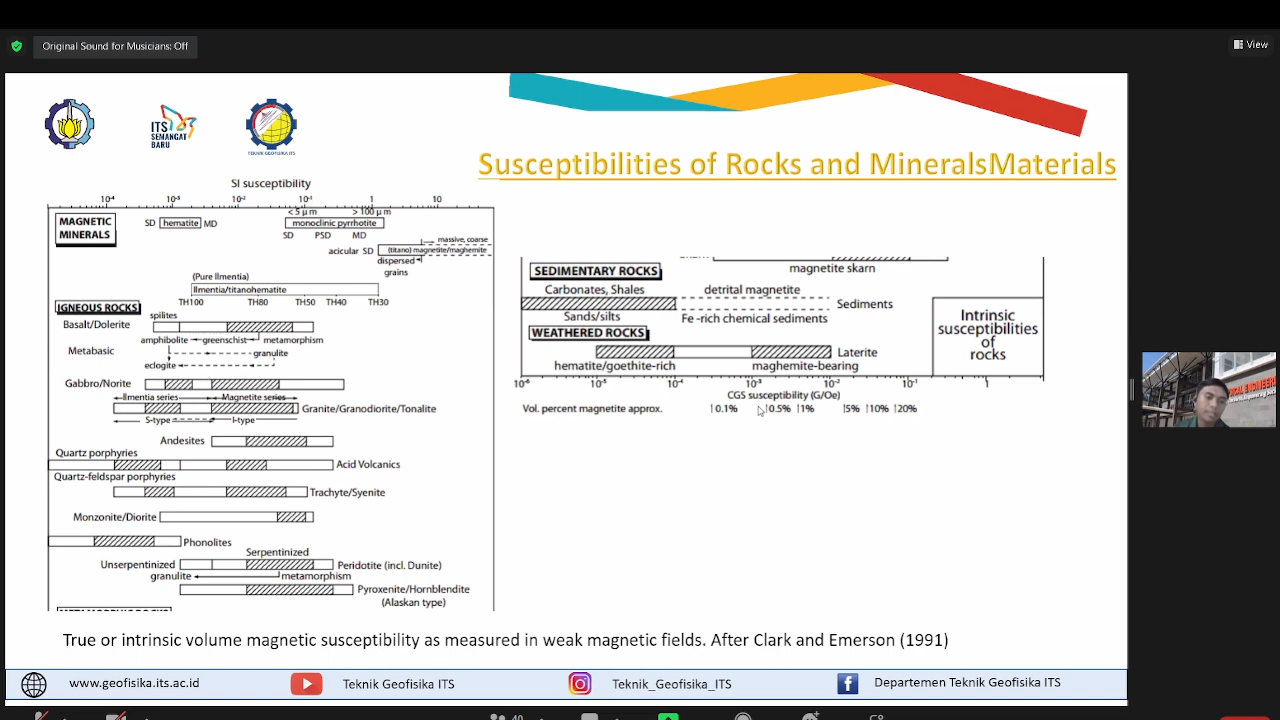 Original Sound for Musicians: Off
View
ITS
SEMANGAT
BARU
TEKNIK GEOFISIKA ITS
Susceptibilities of Rocks and MineralsMaterials
SI susceptibility
10-4 10-3 10-2 10-1 1 10
MAGNETIC
MINERALS
< 5 µm > 100 µm
SD hematite MD
monoclinic pyrrhotite
SD PSD MD
massive, coarse
acicular SD (titano) magnetite/maghemite
dispersed
grains
(Pure Ilmentia)
Ilmentia/titanohematite
TH100 TH80 TH50 TH40 TH30
IGNEOUS ROCKS
spilites
Basalt/Dolerite
amphibolite greenschist metamorphism
Metabasic
granulite
eclogite
Gabbro/Norite
Ilmentia series Magnetite series
Granite/Granodiorite/Tonalite
S-type I-type
Andesites
Quartz porphyries
Acid Volcanics
Quartz-feldspar porphyries
Trachyte/Syenite
Monzonite/Diorite
Phonolites
Serpentinized
Unserpentinized Peridotite (incl. Dunite)
granulite metamorphism
Pyroxenite/Hornblendite
(Alaskan type)
magnetite skarn
SEDIMENTARY ROCKS
Carbonates, Shales detrital magnetite
Sediments
Sands/silts Fe -rich chemical sediments
WEATHERED ROCKS
Laterite
hematite/goethite-rich maghemite-bearing
Intrinsic
susceptibilities
of
rocks
10-6 10-5 10-4 10-3 10-2 10-1 1
CGS susceptibility (G/Oe)
Vol. percent magnetite approx. 0.1% 0.5% 1% 5% 10% 20%
True or intrinsic volume magnetic susceptibility as measured in weak magnetic fields. After Clark and Emerson (1991)
www.geofisika.its.ac.id
Teknik Geofisika ITS
Teknik_Geofisika_ITS
Departemen Teknik Geofisika ITS